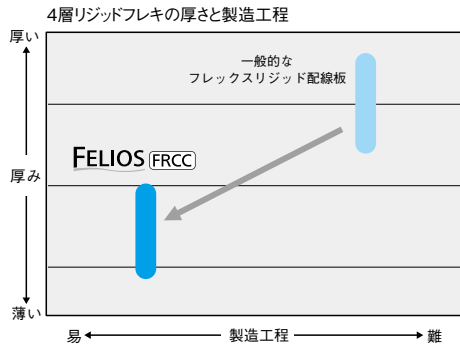 4層リジッドフレキの厚さと製造工程
厚い
一般的な
フレックスリジッド配線板
FELIOS FRCC
厚み
薄い
易 製造工程 難